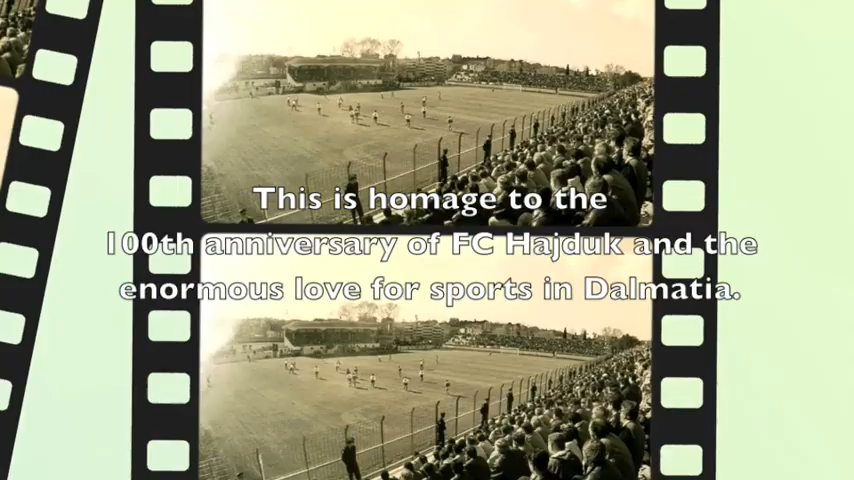 This is homage to the
100th anniversary of FC Hajduk and the
enormous love for sports in Dalmatia.